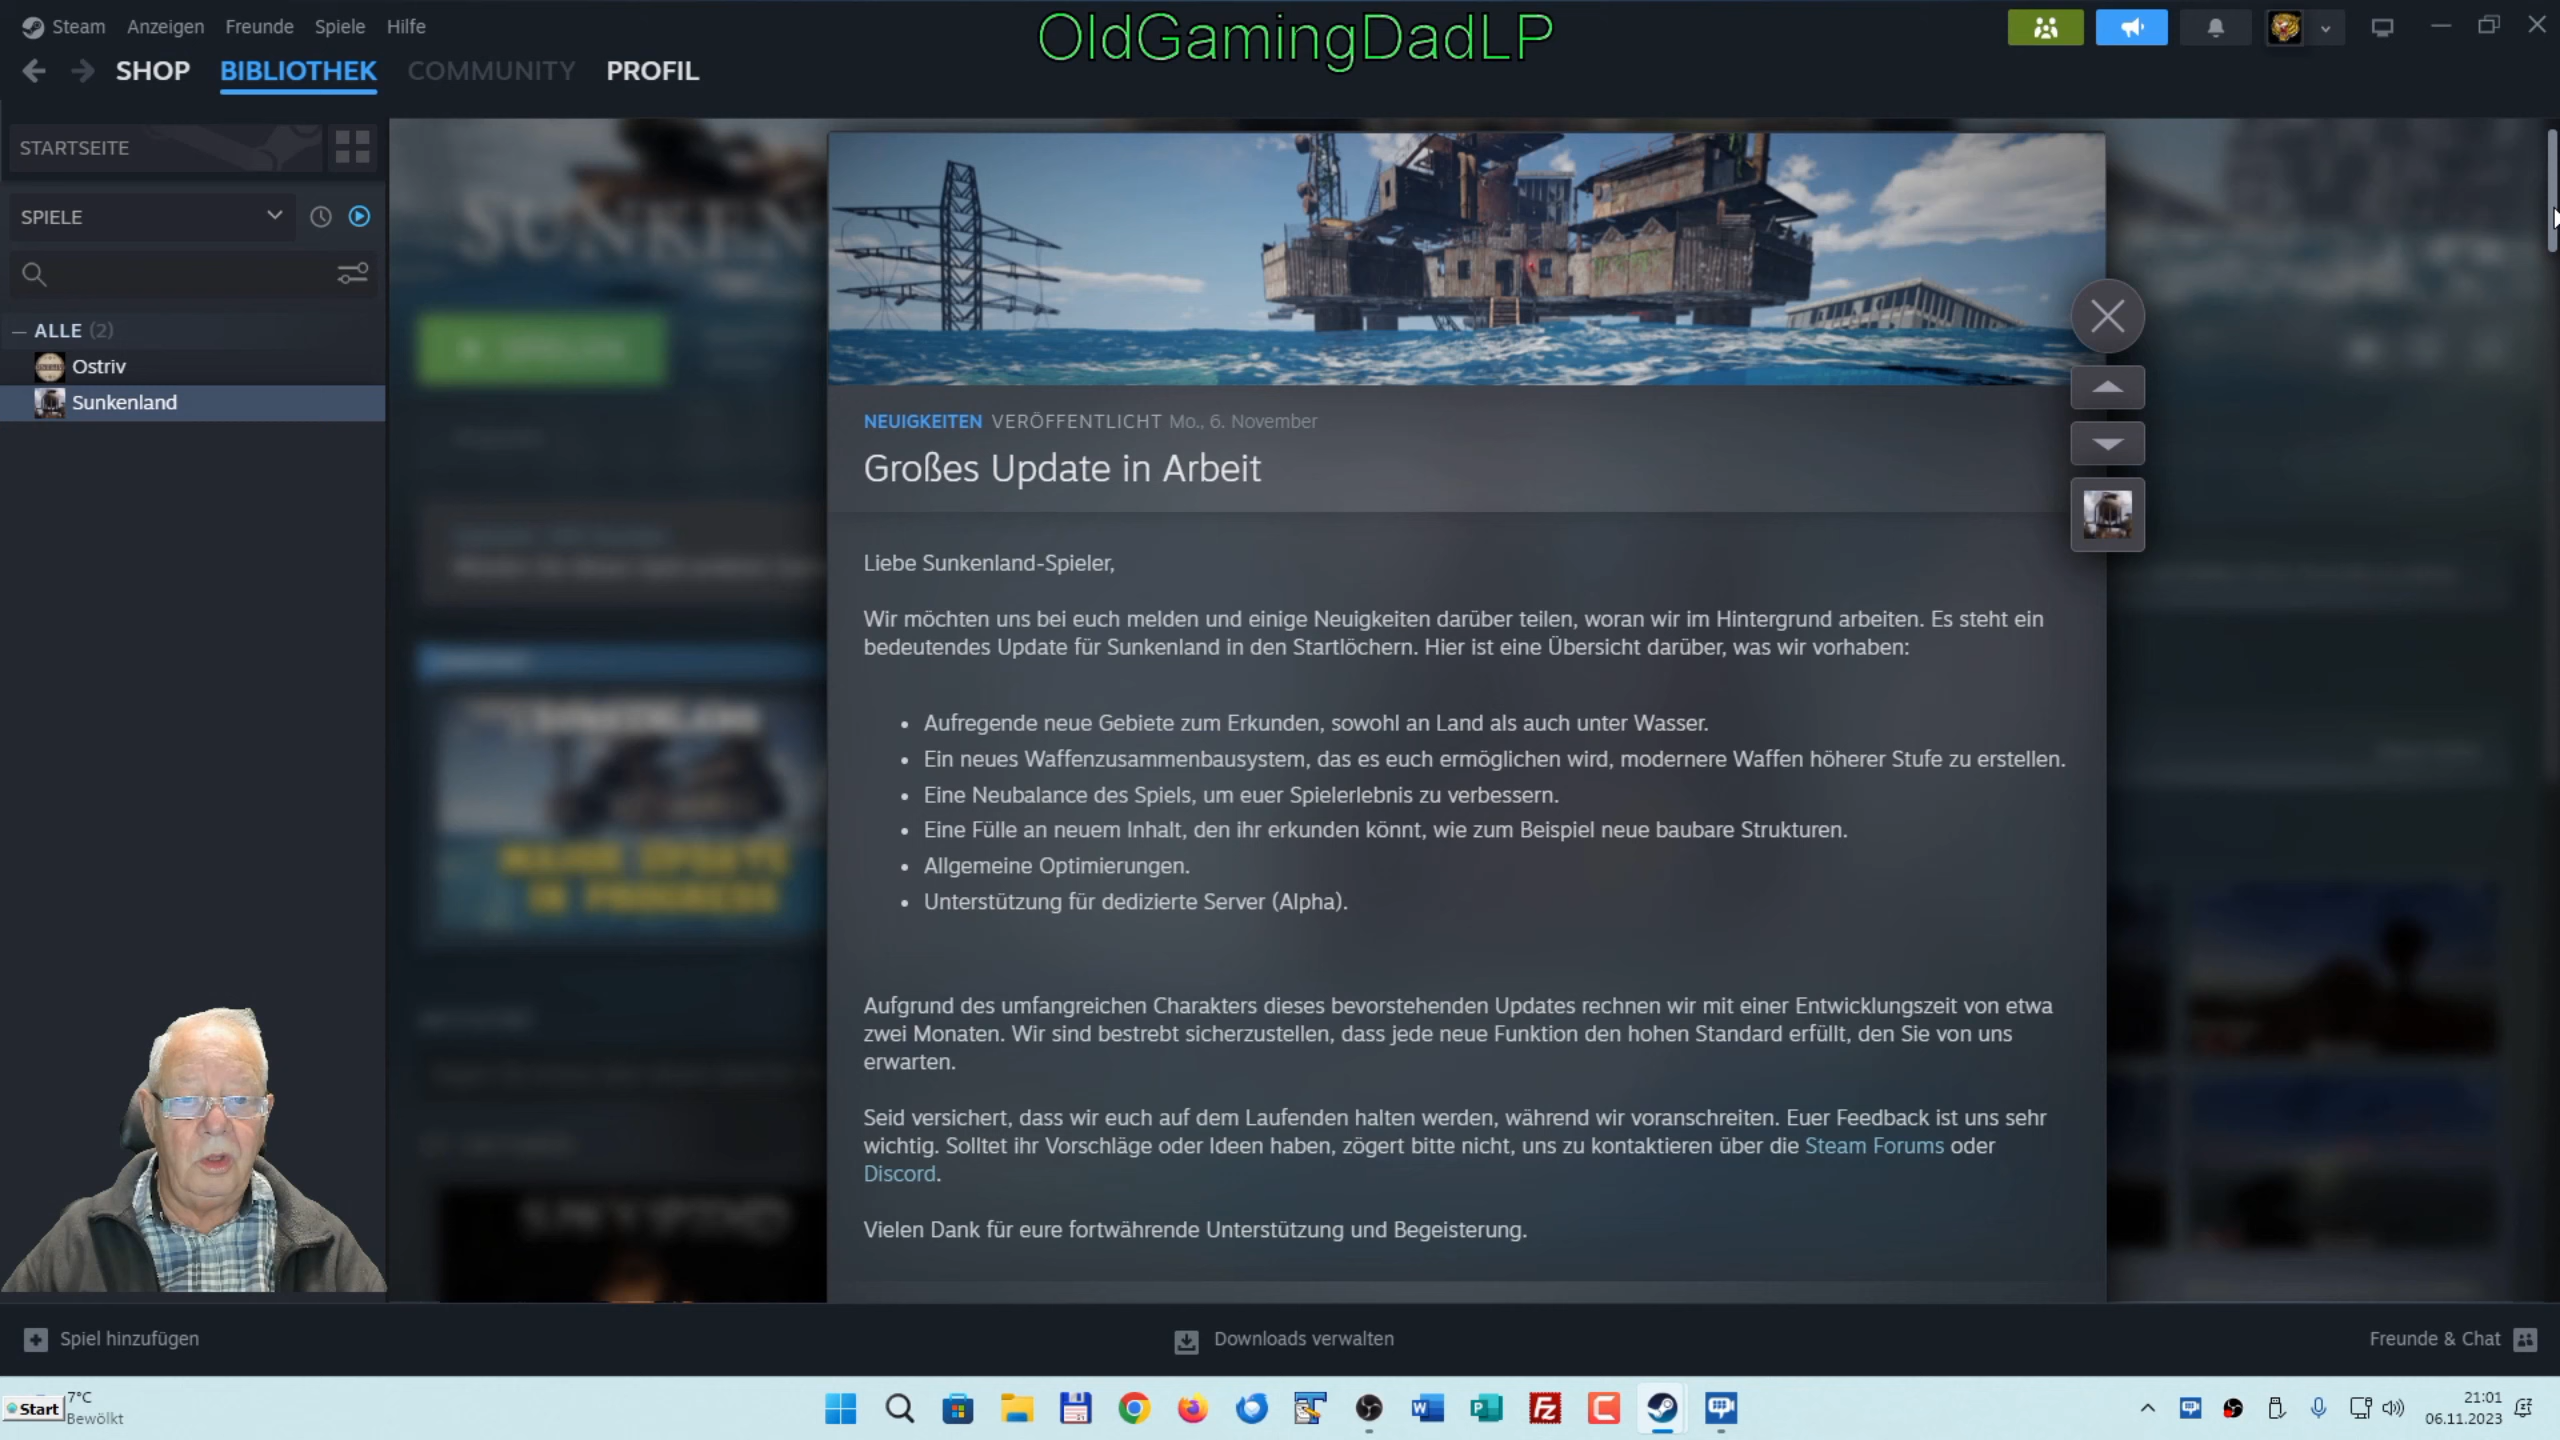 Steam Anzeigen Freunde Spiele Hilfe
OldGamingDadLP
SHOP BIBLIOTHEK COMMUNITY PROFIL
STARTSEITE
SPIELE
ALLE (2)
Ostriv
Sunkenland
SUNKEN
NEUIGKEITEN VERÖFFENTLICHT Mo., 6. November
Großes Update in Arbeit
Liebe Sunkenland-Spieler,
Wir möchten uns bei euch melden und einige Neuigkeiten darüber teilen, woran wir im Hintergrund arbeiten. Es steht ein
bedeutendes Update für Sunkenland in den Startlöchern. Hier ist eine Übersicht darüber, was wir vorhaben:
• Aufregende neue Gebiete zum Erkunden, sowohl an Land als auch unter Wasser.
• Ein neues Waffenzusammenbausystem, das es euch ermöglichen wird, modernere Waffen höherer Stufe zu erstellen.
• Eine Neubalance des Spiels, um euer Spielerlebnis zu verbessern.
• Eine Fülle an neuem Inhalt, den ihr erkunden könnt, wie zum Beispiel neue baubare Strukturen.
• Allgemeine Optimierungen.
• Unterstützung für dedizierte Server (Alpha).
MAJOR UPDATE
IN PROGRESS
Aufgrund des umfangreichen Charakters dieses bevorstehenden Updates rechnen wir mit einer Entwicklungszeit von etwa
zwei Monaten. Wir sind bestrebt sicherzustellen, dass jede neue Funktion den hohen Standard erfüllt, den Sie von uns
erwarten.
Seid versichert, dass wir euch auf dem Laufenden halten werden, während wir voranschreiten. Euer Feedback ist uns sehr
wichtig. Solltet ihr Vorschläge oder Ideen haben, zögert bitte nicht, uns zu kontaktieren über die Steam Forums oder
Discord.
Vielen Dank für eure fortwährende Unterstützung und Begeisterung.
Spiel hinzufügen
Downloads verwalten
Freunde & Chat
Start
7°C
Bewölkt
21:01
06.11.2023